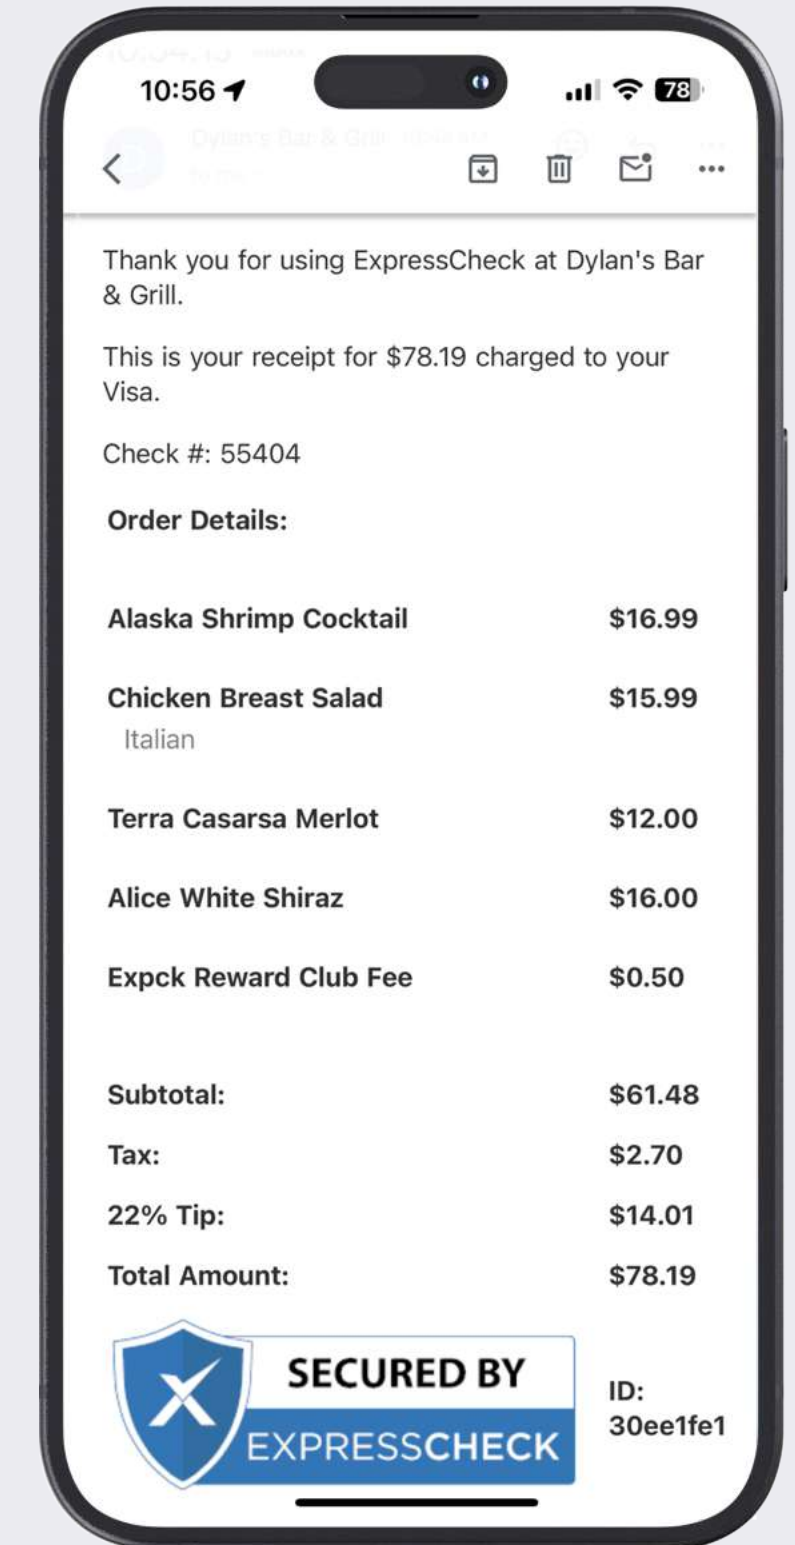 10:56
78
Thank you for using ExpressCheck at Dylan's Bar
& Grill.
This is your receipt for $78.19 charged to your
Visa.
Check #: 55404
Order Details:
Alaska Shrimp Cocktail $16.99
Chicken Breast Salad $15.99
Italian
Terra Casarsa Merlot $12.00
Alice White Shiraz $16.00
Expck Reward Club Fee $0.50
Subtotal: $61.48
Tax: $2.70
22% Tip: $14.01
Total Amount: $78.19
SECURED BY
EXPRESSCHECK
ID:
30ee1fe1